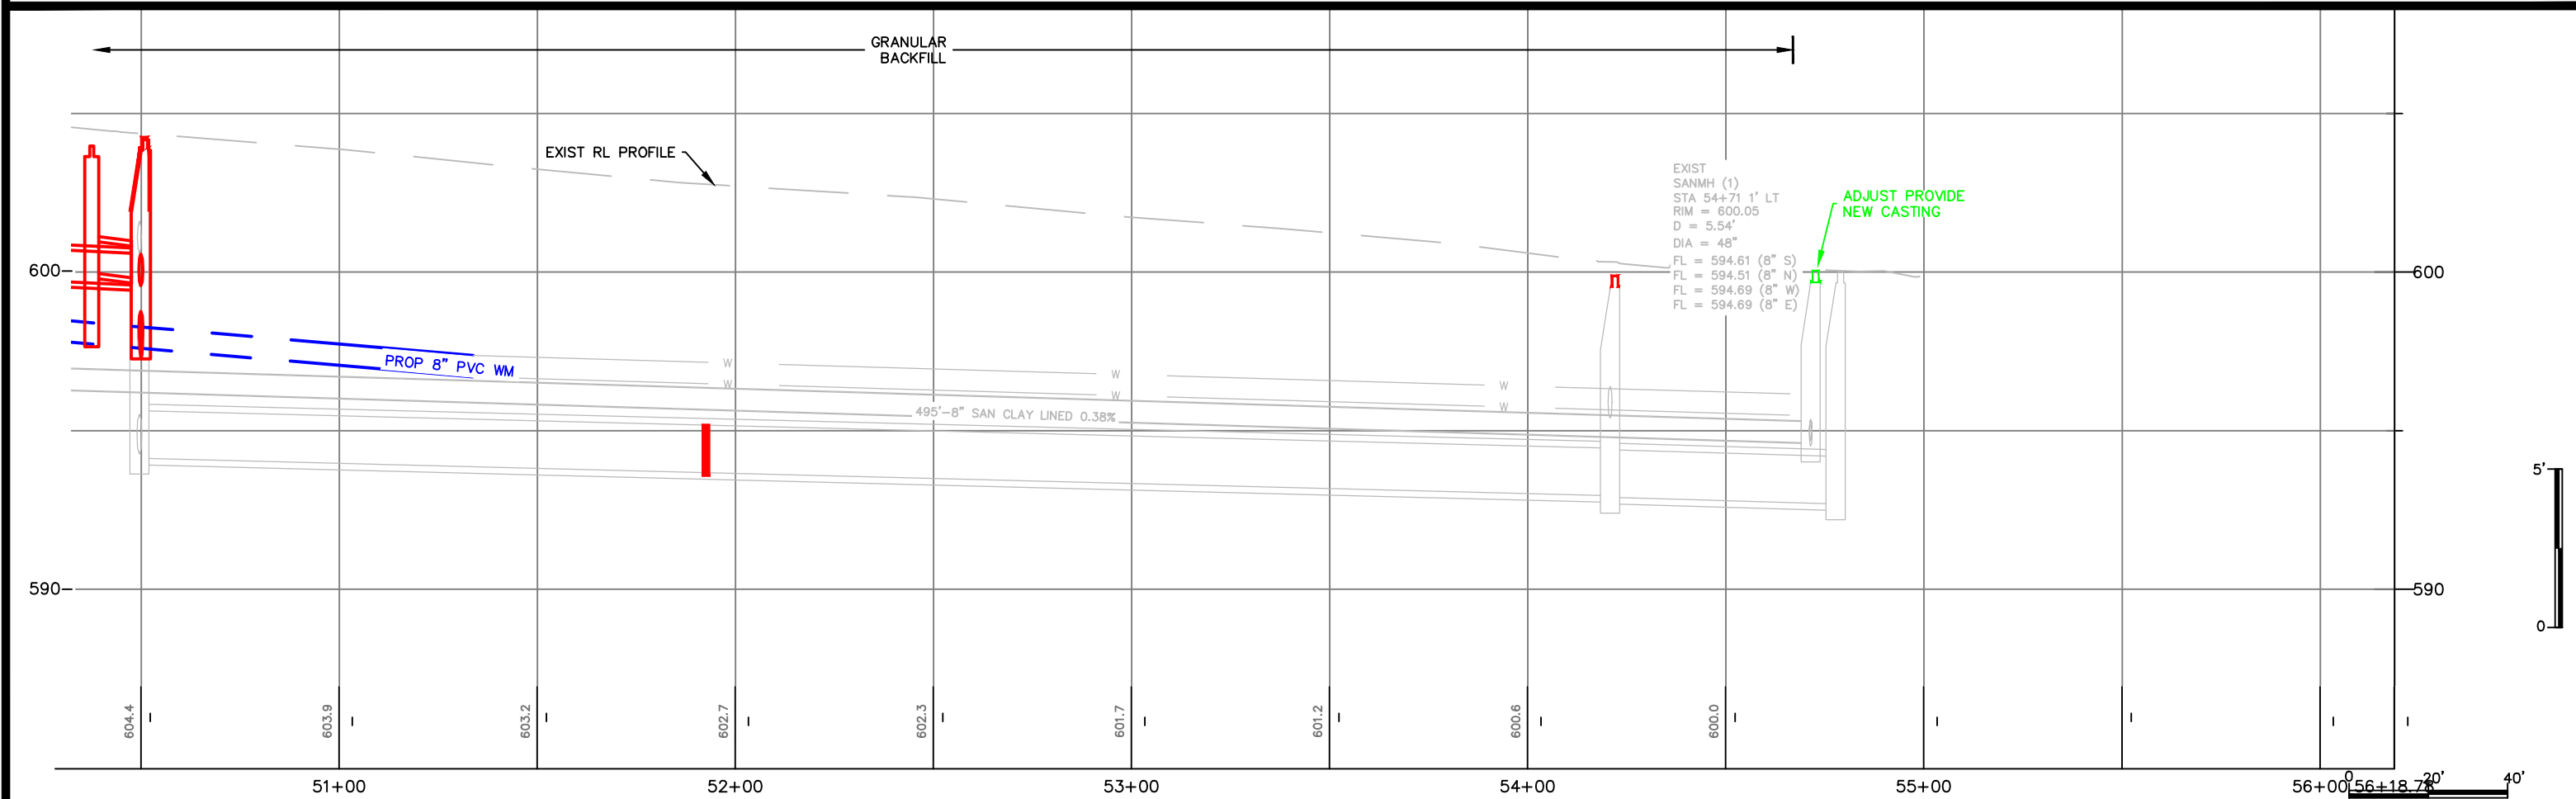 GRANULAR
BACKFILL
EXIST RL PROFILE
EXIST
SANMH (1)
STA 54+71 1' LT
RIM = 600.05
D = 5.54'
DIA = 48"
FL = 594.61 (8" S)
FL = 594.51 (8" N)
FL = 594.69 (8" W)
FL = 594.69 (8" E)
ADJUST PROVIDE
NEW CASTING
600
600
PROP 8" PVC WM
W
W
W
W
W
W
495'-8" SAN CLAY LINED 0.38%
5'
0
590
590
604.4
603.9
603.2
602.7
602.3
601.7
601.2
600.6
600.0
51+00
52+00
53+00
54+00
55+00
56+00
56+18.78
0
20'
40'